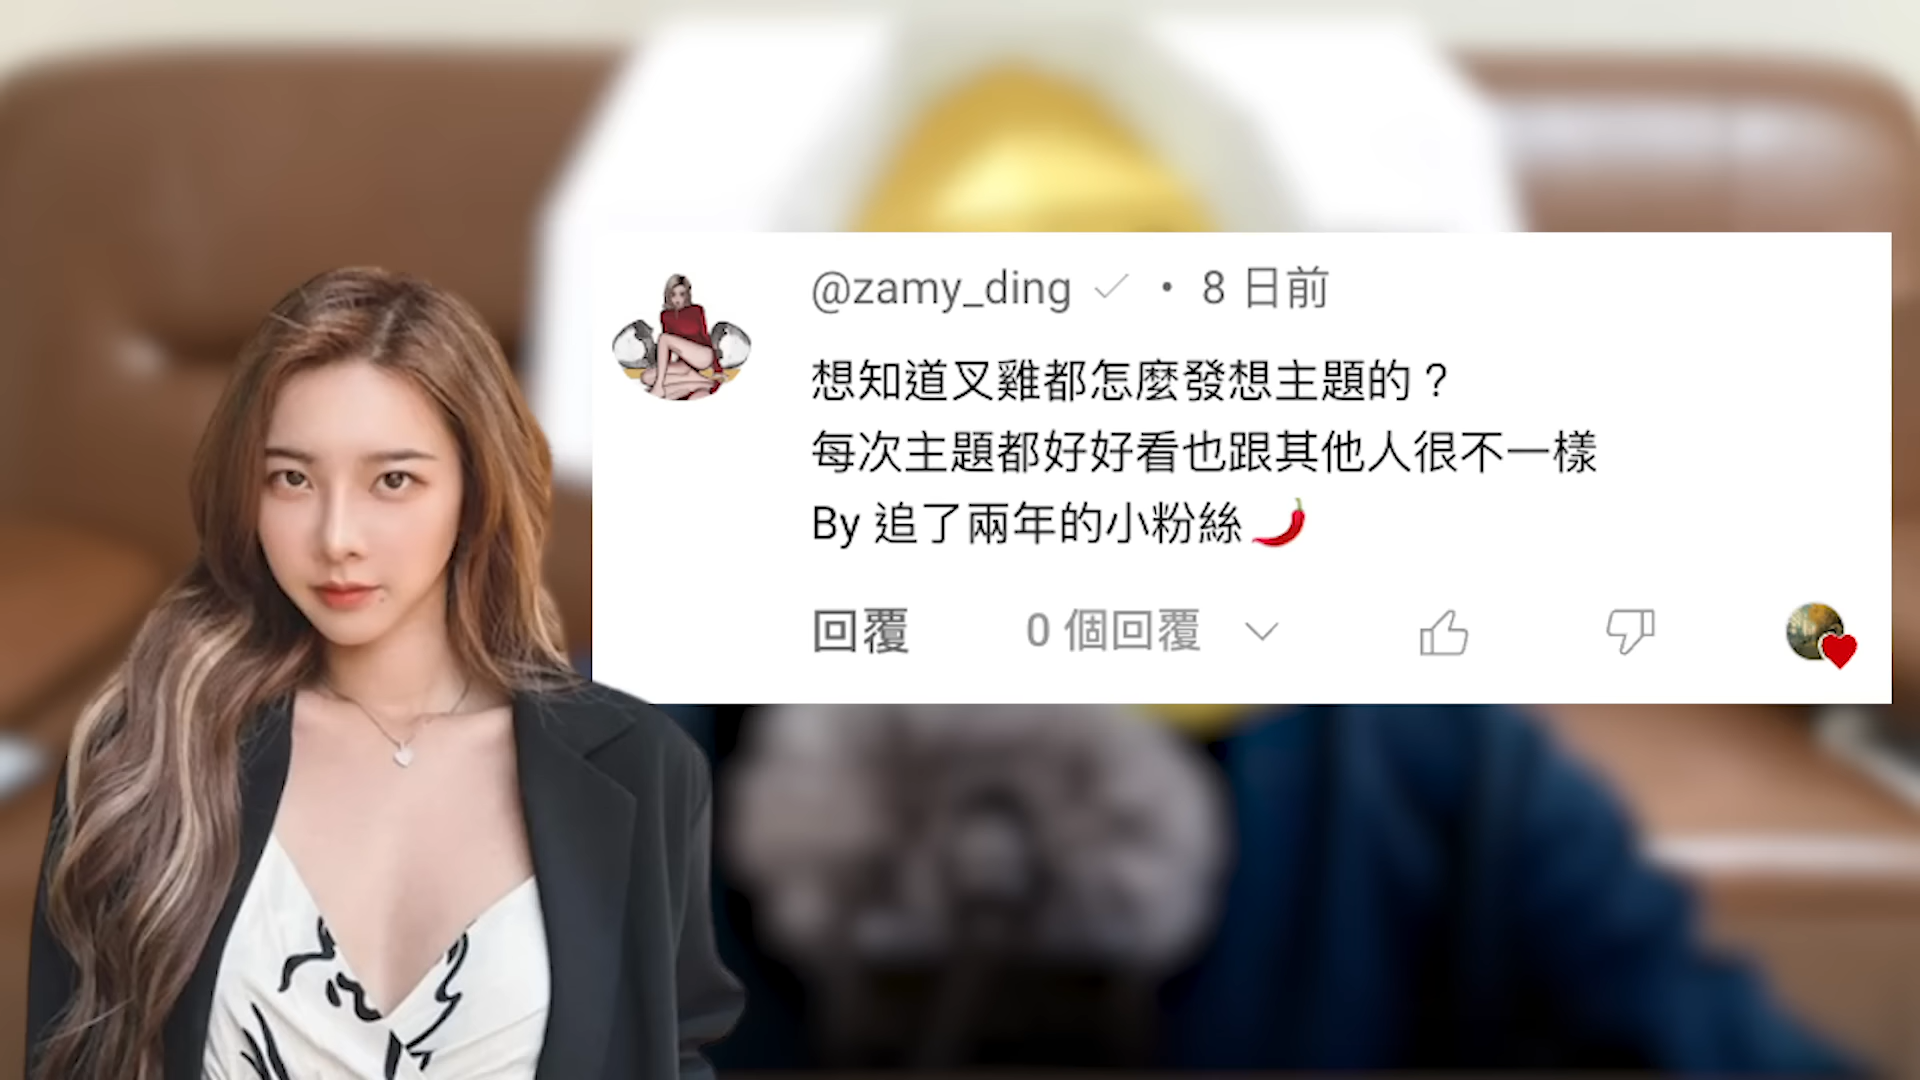 @zamy_ding ✓ • 8 日前
想知道叉雞都怎麼發想主題的？
每次主題都好好看也跟其他人很不一樣
By 追了兩年的小粉絲🌶️
回覆 0 個回覆